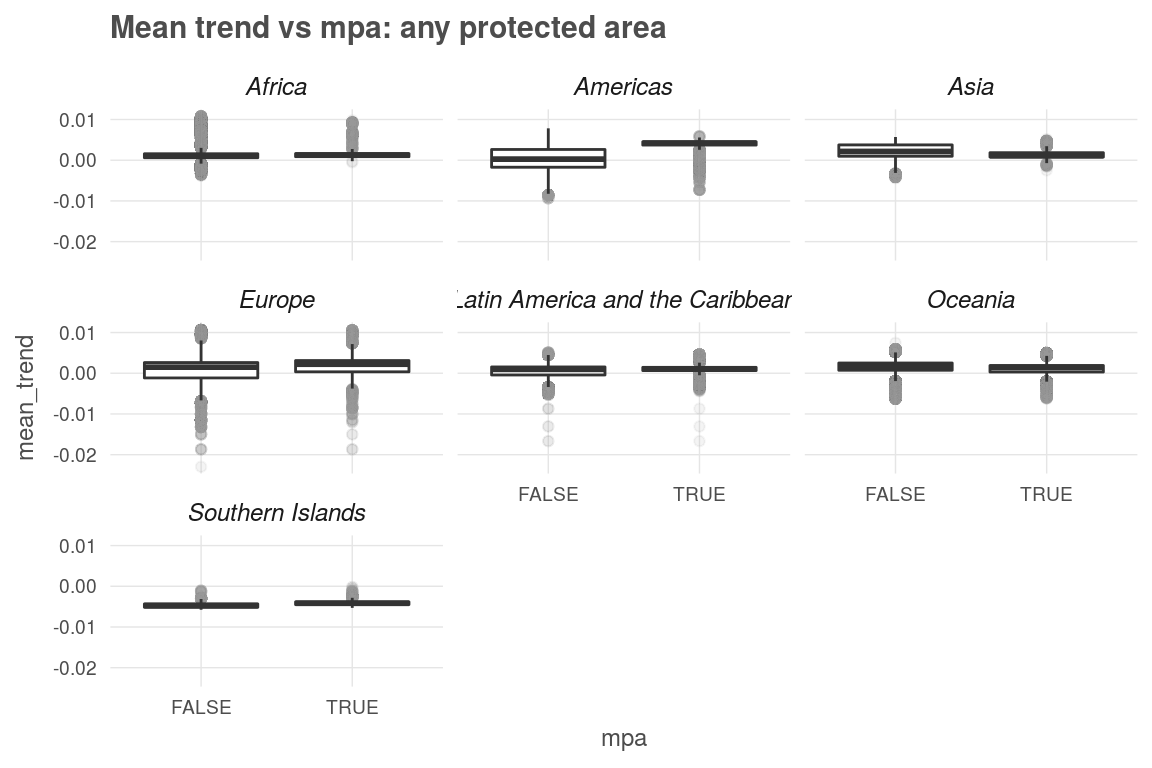 Mean trend vs mpa: any protected area
Africa
Americas
Asia
0.01
0.00
-0.01
-0.02
Europe
Latin America and the Caribbean
Oceania
0.01
0.00
-0.01
-0.02
mean_trend
FALSE
TRUE
FALSE
TRUE
Southern Islands
0.01
0.00
-0.01
-0.02
FALSE
TRUE
mpa